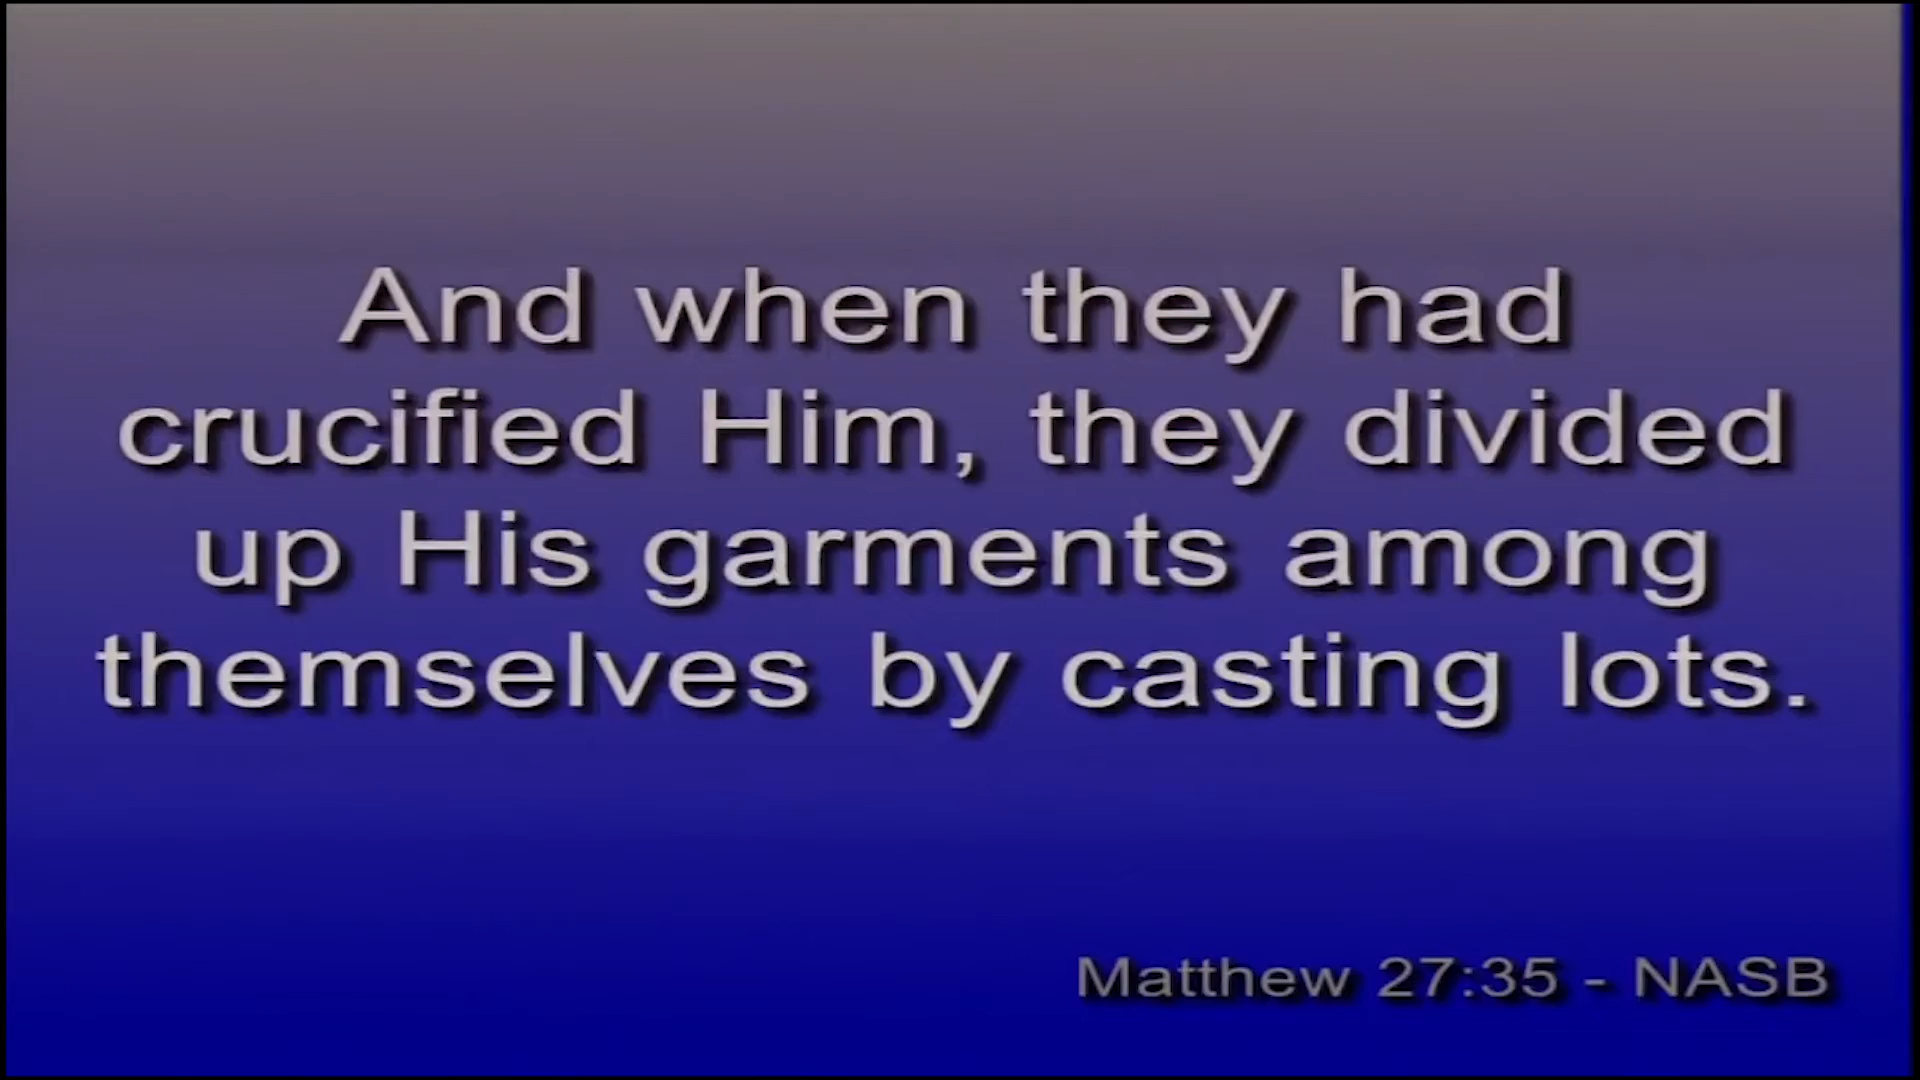 And when they had
crucified Him, they divided
up His garments among
themselves by casting lots.
Matthew 27:35 - NASB